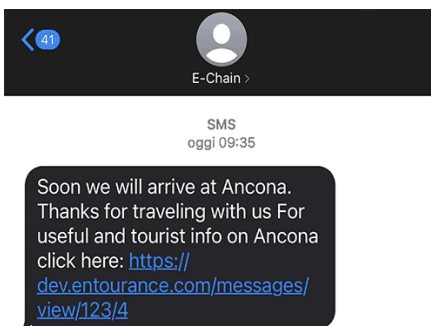 41
E-Chain >
SMS
oggi 09:35
Soon we will arrive at Ancona.
Thanks for traveling with us For
useful and tourist info on Ancona
click here: https://
dev.entourance.com/messages/
view/123/4